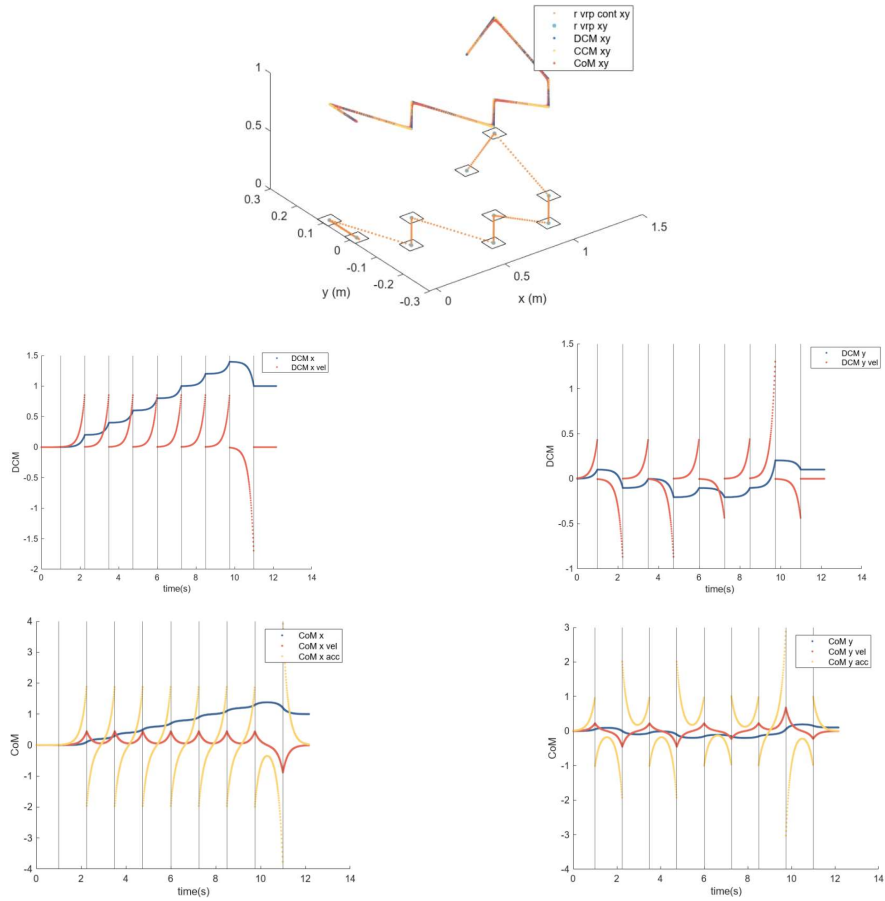 r vrp cont xy
r vrp xy
DCM xy
CCM xy
CoM xy
1
0.5
0
0.3
0.2
0.1
0
-0.1
-0.2
-0.3
y (m)
0
0.5
1
1.5
x (m)
DCM x
DCM x vel
1.5
1
0.5
0
-0.5
-1
-1.5
-2
DCM
0 2 4 6 8 10 12 14
time(s)
DCM y
DCM y vel
1.5
1
0.5
0
-0.5
-1
DCM
0 2 4 6 8 10 12 14
time(s)
CoM x
CoM x vel
CoM x acc
4
3
2
1
0
-1
-2
-3
-4
CoM
0 2 4 6 8 10 12 14
time(s)
CoM y
CoM y vel
CoM y acc
3
2
1
0
-1
-2
-3
-4
CoM
0 2 4 6 8 10 12 14
time(s)